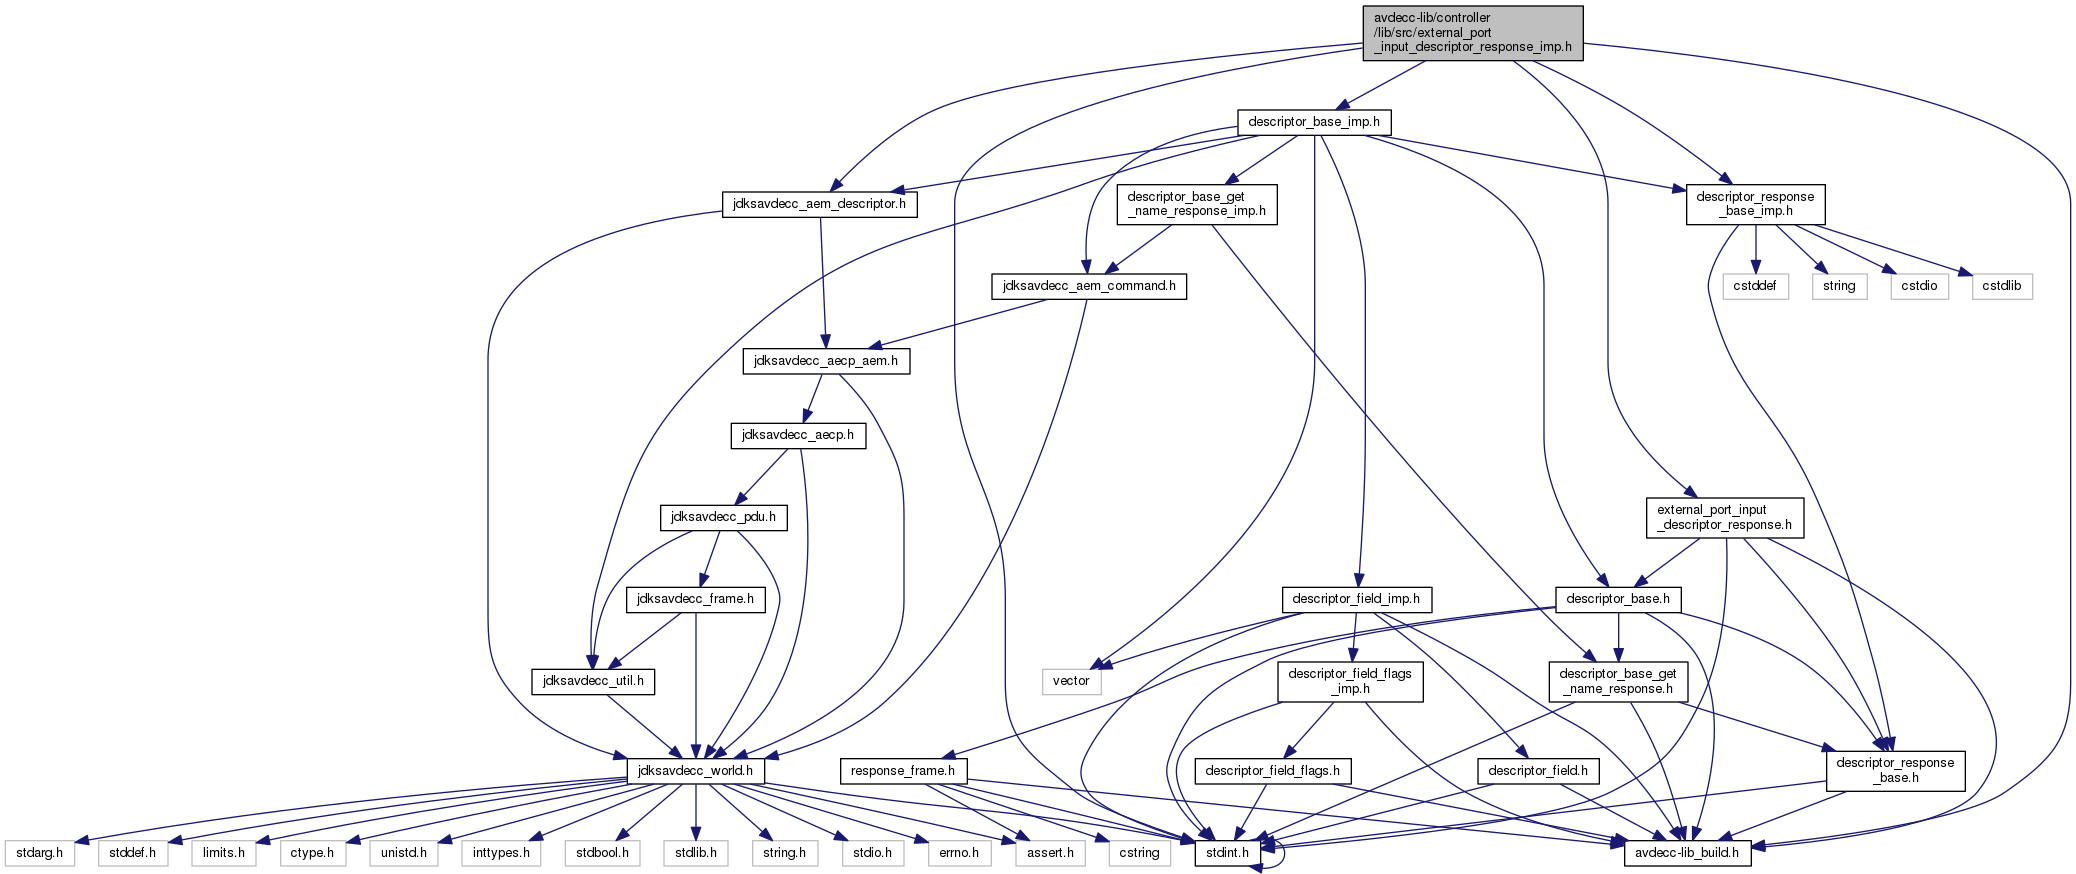 avdecc-lib/controller
/lib/src/external_port
_input_descriptor_response_imp.h
descriptor_base_imp.h
jdksavdecc_aem_descriptor.h
descriptor_base_get
_name_response_imp.h
descriptor_response
_base_imp.h
jdksavdecc_aem_command.h
cstddef
string
cstdio
cstdlib
jdksavdecc_aecp_aem.h
jdksavdecc_aecp.h
jdksavdecc_pdu.h
external_port_input
_descriptor_response.h
jdksavdecc_frame.h
descriptor_field_imp.h
descriptor_base.h
jdksavdecc_util.h
vector
descriptor_field_flags
_imp.h
descriptor_base_get
_name_response.h
jdksavdecc_world.h
response_frame.h
descriptor_field_flags.h
descriptor_field.h
descriptor_response
_base.h
stdarg.h
stddef.h
limits.h
ctype.h
unistd.h
inttypes.h
stdbool.h
stdlib.h
string.h
stdio.h
errno.h
assert.h
cstring
stdint.h
avdecc-lib_build.h